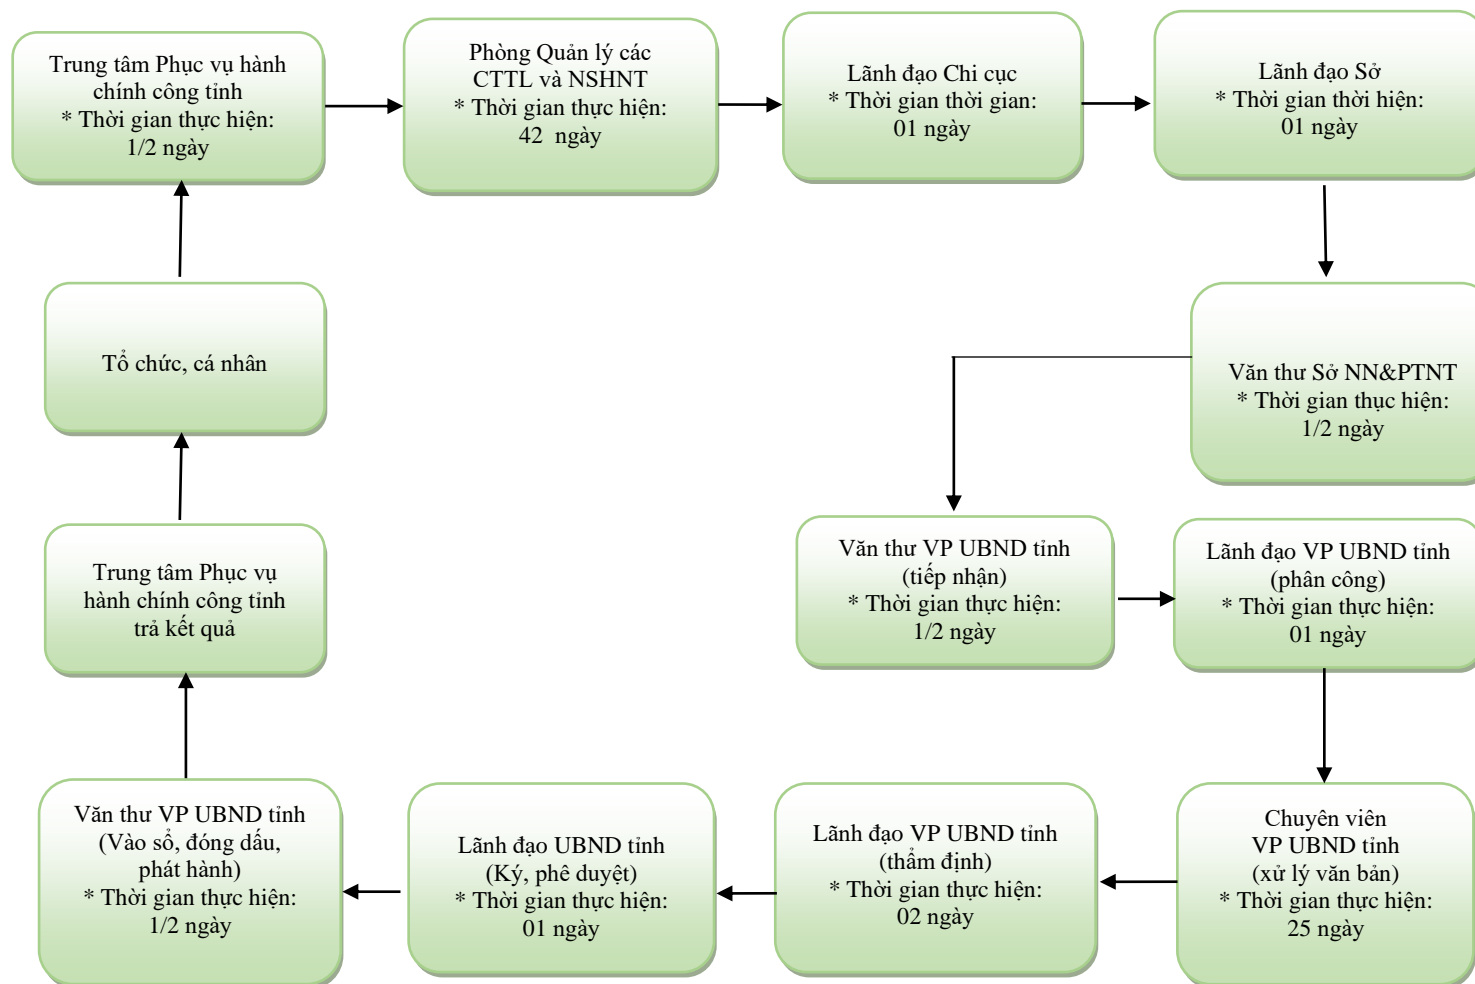 Trung tâm Phục vụ hành
chính công tỉnh
* Thời gian thực hiện:
1/2 ngày
Phòng Quản lý các
CTTL và NSHNT
* Thời gian thực hiện:
42 ngày
Lãnh đạo Chi cục
* Thời gian thời gian:
01 ngày
Lãnh đạo Sở
* Thời gian thời hiện:
01 ngày
Tổ chức, cá nhân
Văn thư Sở NN&PTNT
* Thời gian thục hiện:
1/2 ngày
Trung tâm Phục vụ
hành chính công tỉnh
trả kết quả
Văn thư VP UBND tỉnh
(tiếp nhận)
* Thời gian thực hiện:
1/2 ngày
Lãnh đạo VP UBND tỉnh
(phân công)
* Thời gian thực hiện:
01 ngày
Văn thư VP UBND tỉnh
(Vào sổ, đóng dấu,
phát hành)
* Thời gian thực hiện:
1/2 ngày
Lãnh đạo UBND tỉnh
(Ký, phê duyệt)
* Thời gian thực hiện:
01 ngày
Lãnh đạo VP UBND tỉnh
(thẩm định)
* Thời gian thực hiện:
02 ngày
Chuyên viên
VP UBND tỉnh
(xử lý văn bản)
* Thời gian thực hiện:
25 ngày